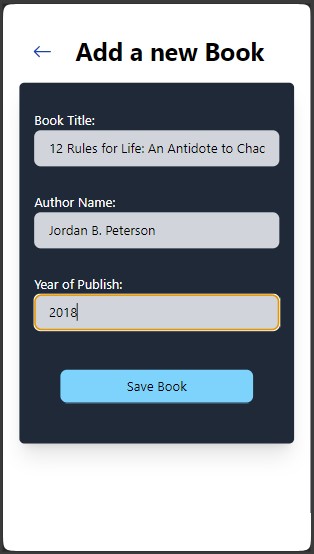 Add a new Book
Book Title:
12 Rules for Life: An Antidote to Chac
Author Name:
Jordan B. Peterson
Year of Publish:
2018
Save Book